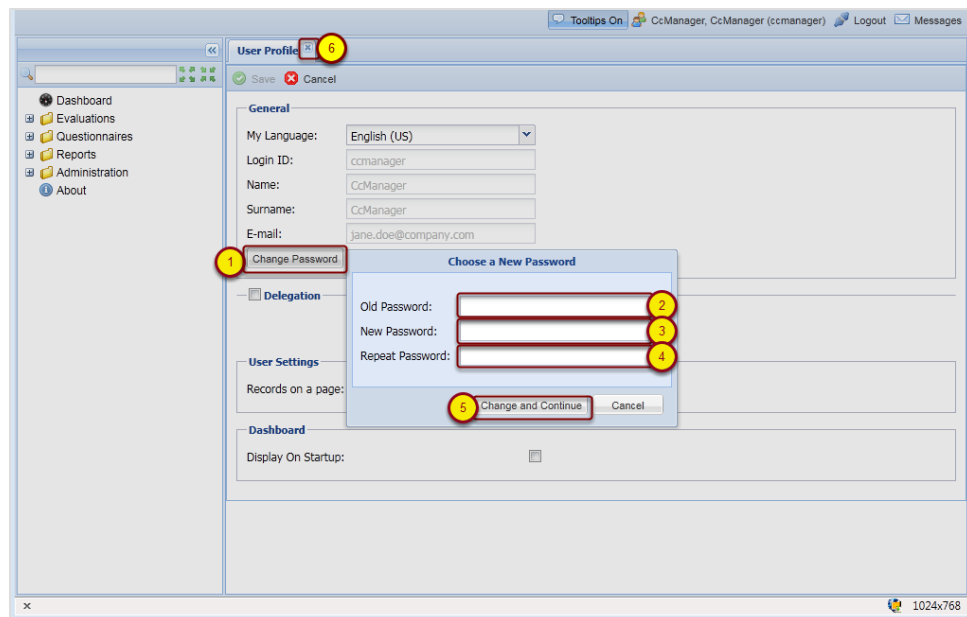 Tooltips On CcManager, CcManager (ccmanager) Logout Messages
User Profile 6
Save Cancel
Dashboard
Evaluations
Questionnaires
Reports
Administration
About
General
My Language: English (US)
Login ID: ccmanager
Name: CcManager
Surname: CcManager
E-mail: jane.doe@company.com
1 Change Password
Choose a New Password
Delegation
Old Password: 2
New Password: 3
Repeat Password: 4
User Settings
Records on a page:
5 Change and Continue Cancel
Dashboard
Display On Startup:
1024x768